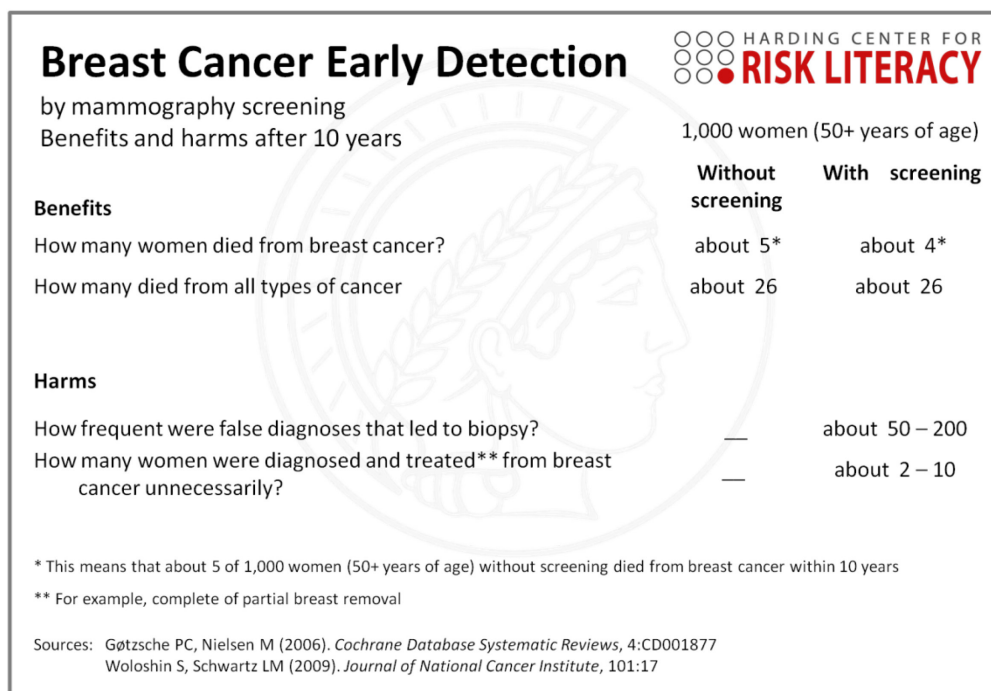 Breast Cancer Early Detection
by mammography screening
Benefits and harms after 10 years
HARDING CENTER FOR
RISK LITERACY
1,000 women (50+ years of age)
Without screening
With screening
Benefits
How many women died from breast cancer? about 5* about 4*
How many died from all types of cancer about 26 about 26
Harms
How frequent were false diagnoses that led to biopsy? __ about 50 – 200
How many women were diagnosed and treated** from breast
cancer unnecessarily? __ about 2 – 10
* This means that about 5 of 1,000 women (50+ years of age) without screening died from breast cancer within 10 years
** For example, complete of partial breast removal
Sources: Gøtzsche PC, Nielsen M (2006). Cochrane Database Systematic Reviews, 4:CD001877
Woloshin S, Schwartz LM (2009). Journal of National Cancer Institute, 101:17